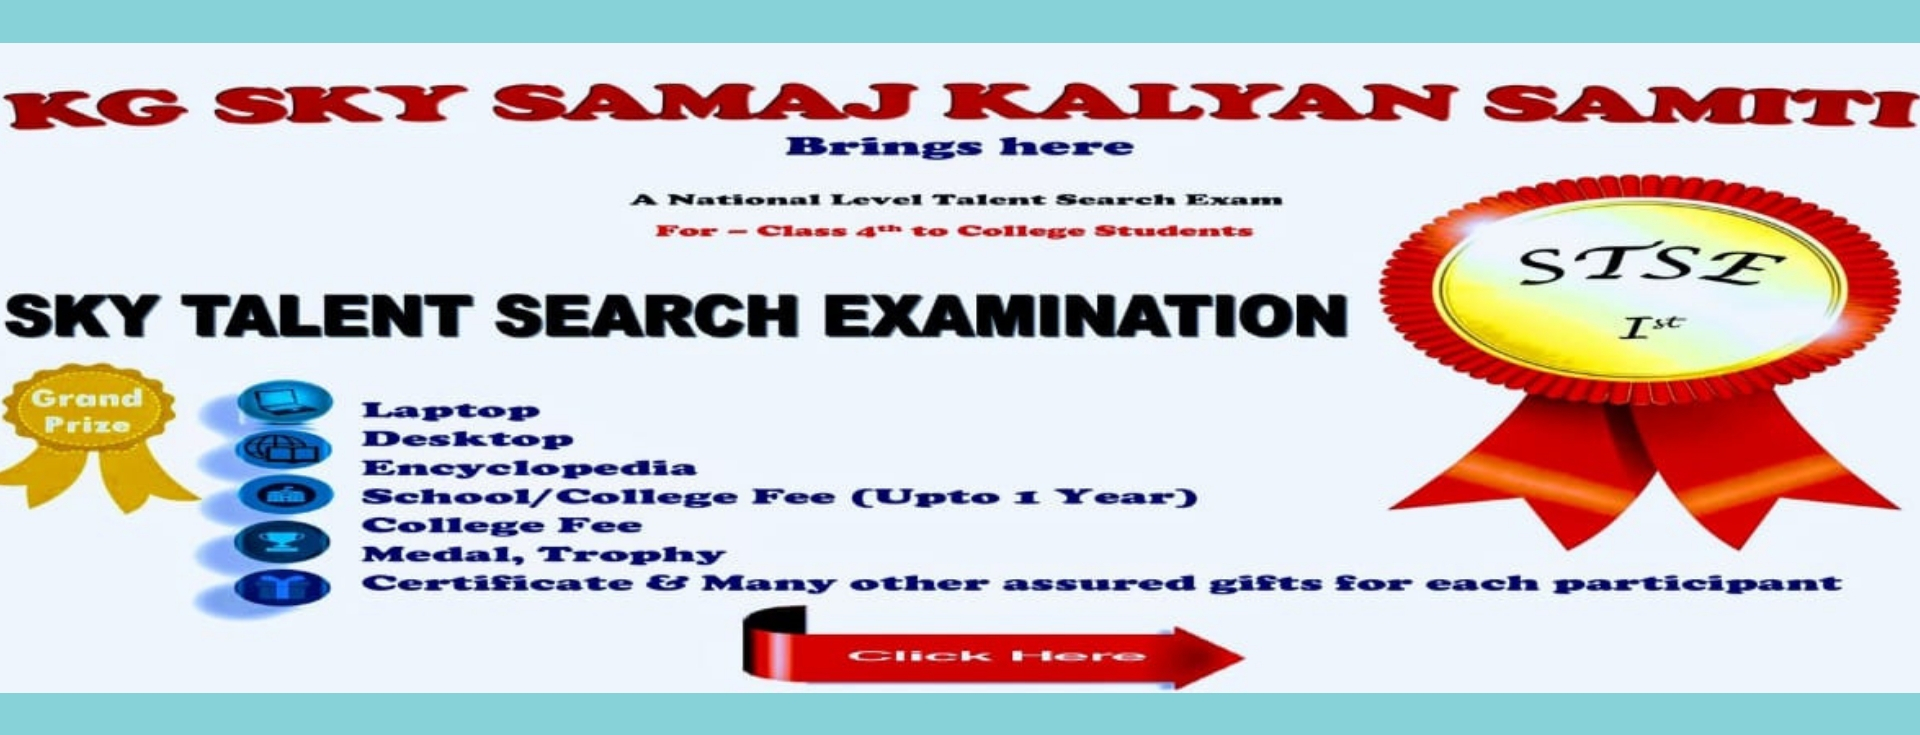 KG SKY SAMAJ KALYAN SAMITI
Brings here
A National Level Talent Search Exam
For – Class 4th to College Students
SKY TALENT SEARCH EXAMINATION
STSE
Ist
Grand
Prize
Laptop
Desktop
Encyclopedia
School/College Fee (Upto 1 Year)
College Fee
Medal, Trophy
Certificate & Many other assured gifts for each participant
Click Here